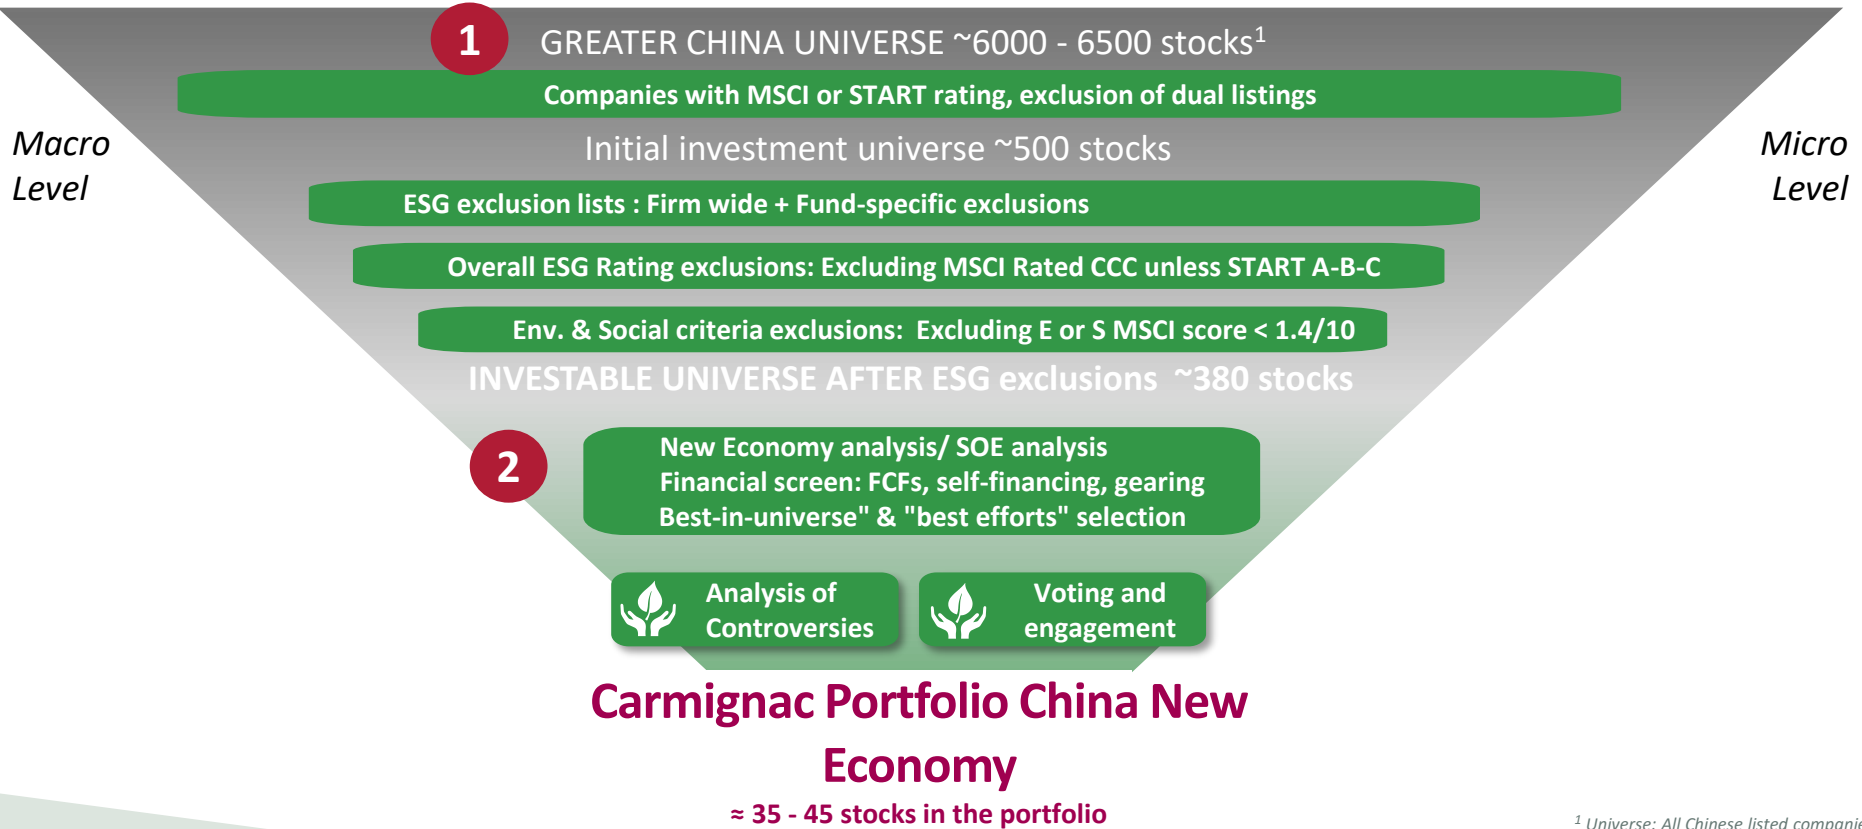 1
GREATER CHINA UNIVERSE ~6000 - 6500 stocks¹
Companies with MSCI or START rating, exclusion of dual listings
Macro
Level
Initial investment universe ~500 stocks
Micro
Level
ESG exclusion lists : Firm wide + Fund-specific exclusions
Overall ESG Rating exclusions: Excluding MSCI Rated CCC unless START A-B-C
Env. & Social criteria exclusions: Excluding E or S MSCI score < 1.4/10
INVESTABLE UNIVERSE AFTER ESG exclusions ~380 stocks
2
New Economy analysis/ SOE analysis
Financial screen: FCFs, self-financing, gearing
Best-in-universe" & "best efforts" selection
Analysis of
Controversies
Voting and
engagement
Carmignac Portfolio China New
Economy
≈ 35 - 45 stocks in the portfolio
¹ Universe: All Chinese listed companie